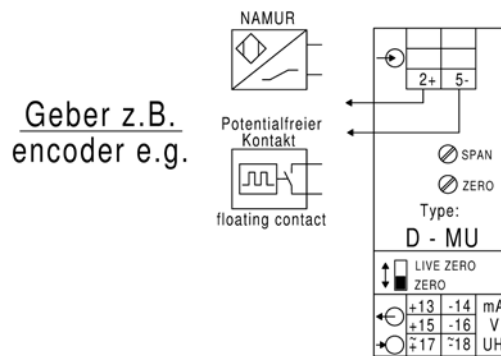 NAMUR
Geber z.B.
encoder e.g.
Potentialfreier
Kontakt
floating contact
2+ 5-
SPAN
ZERO
Type:
D - MU
LIVE ZERO
ZERO
+13 -14 mA
+15 -16 V
~+17 ~-18 UH